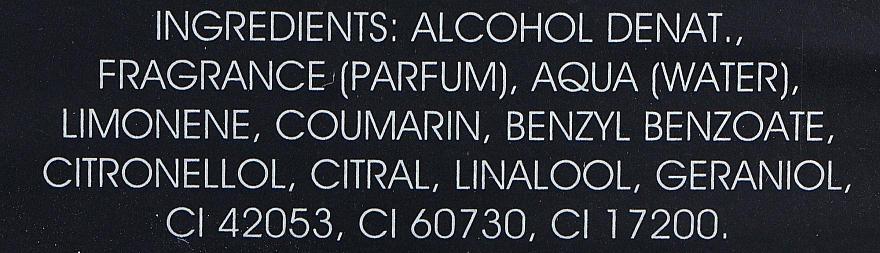 INGREDIENTS: ALCOHOL DENAT.,
FRAGRANCE (PARFUM), AQUA (WATER),
LIMONENE, COUMARIN, BENZYL BENZOATE,
CITRONELLOL, CITRAL, LINALOOL, GERANIOL,
CI 42053, CI 60730, CI 17200.